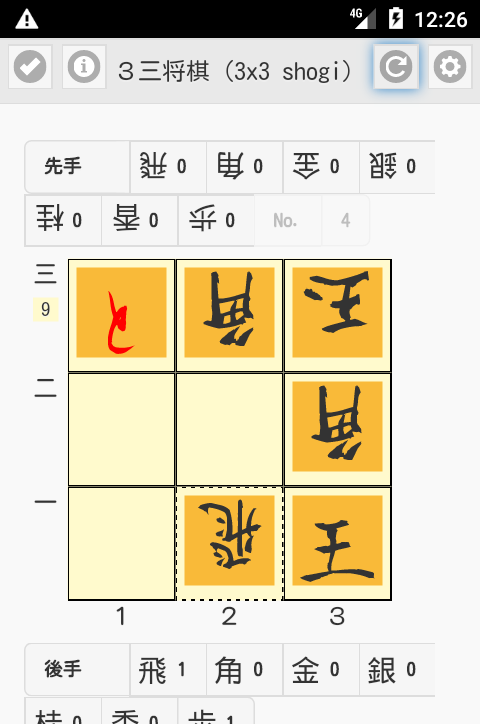 4G 12:26
3三将棋 (3x3 shogi)
先手 飛 0 角 0 金 0 銀 0
桂 0 香 0 歩 0 No. 4
三 角 玉
9
二 角
一 飛 王
1 2 3
後手 飛 1 角 0 金 0 銀 0
桂 0 香 0 歩 1